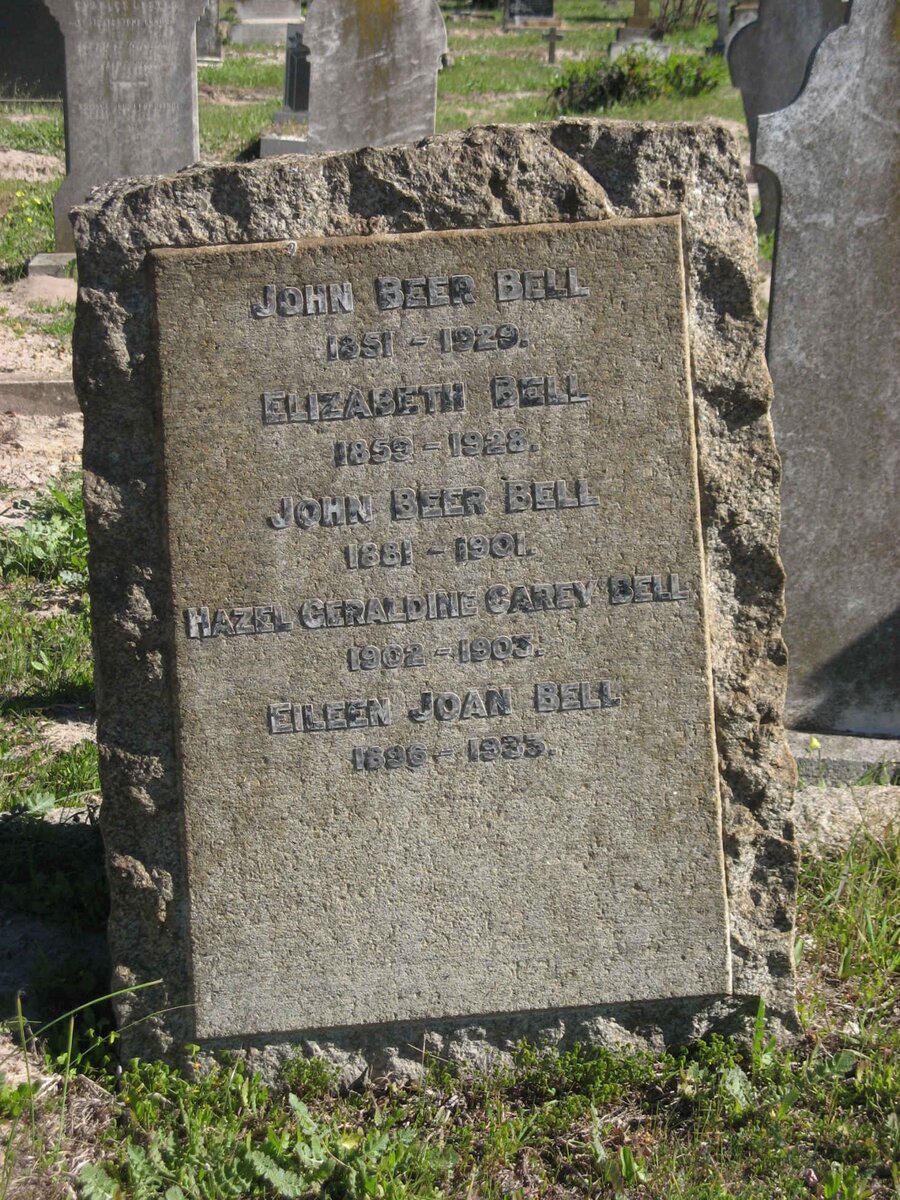 JOHN BEER BELL
1851 - 1929.
ELIZABETH BELL
1859 - 1928.
JOHN BEER BELL
1881 - 1901.
HAZEL GERALDINE CAREY BELL
1902 - 1903.
EILEEN JOAN BELL
1896 - 1933.